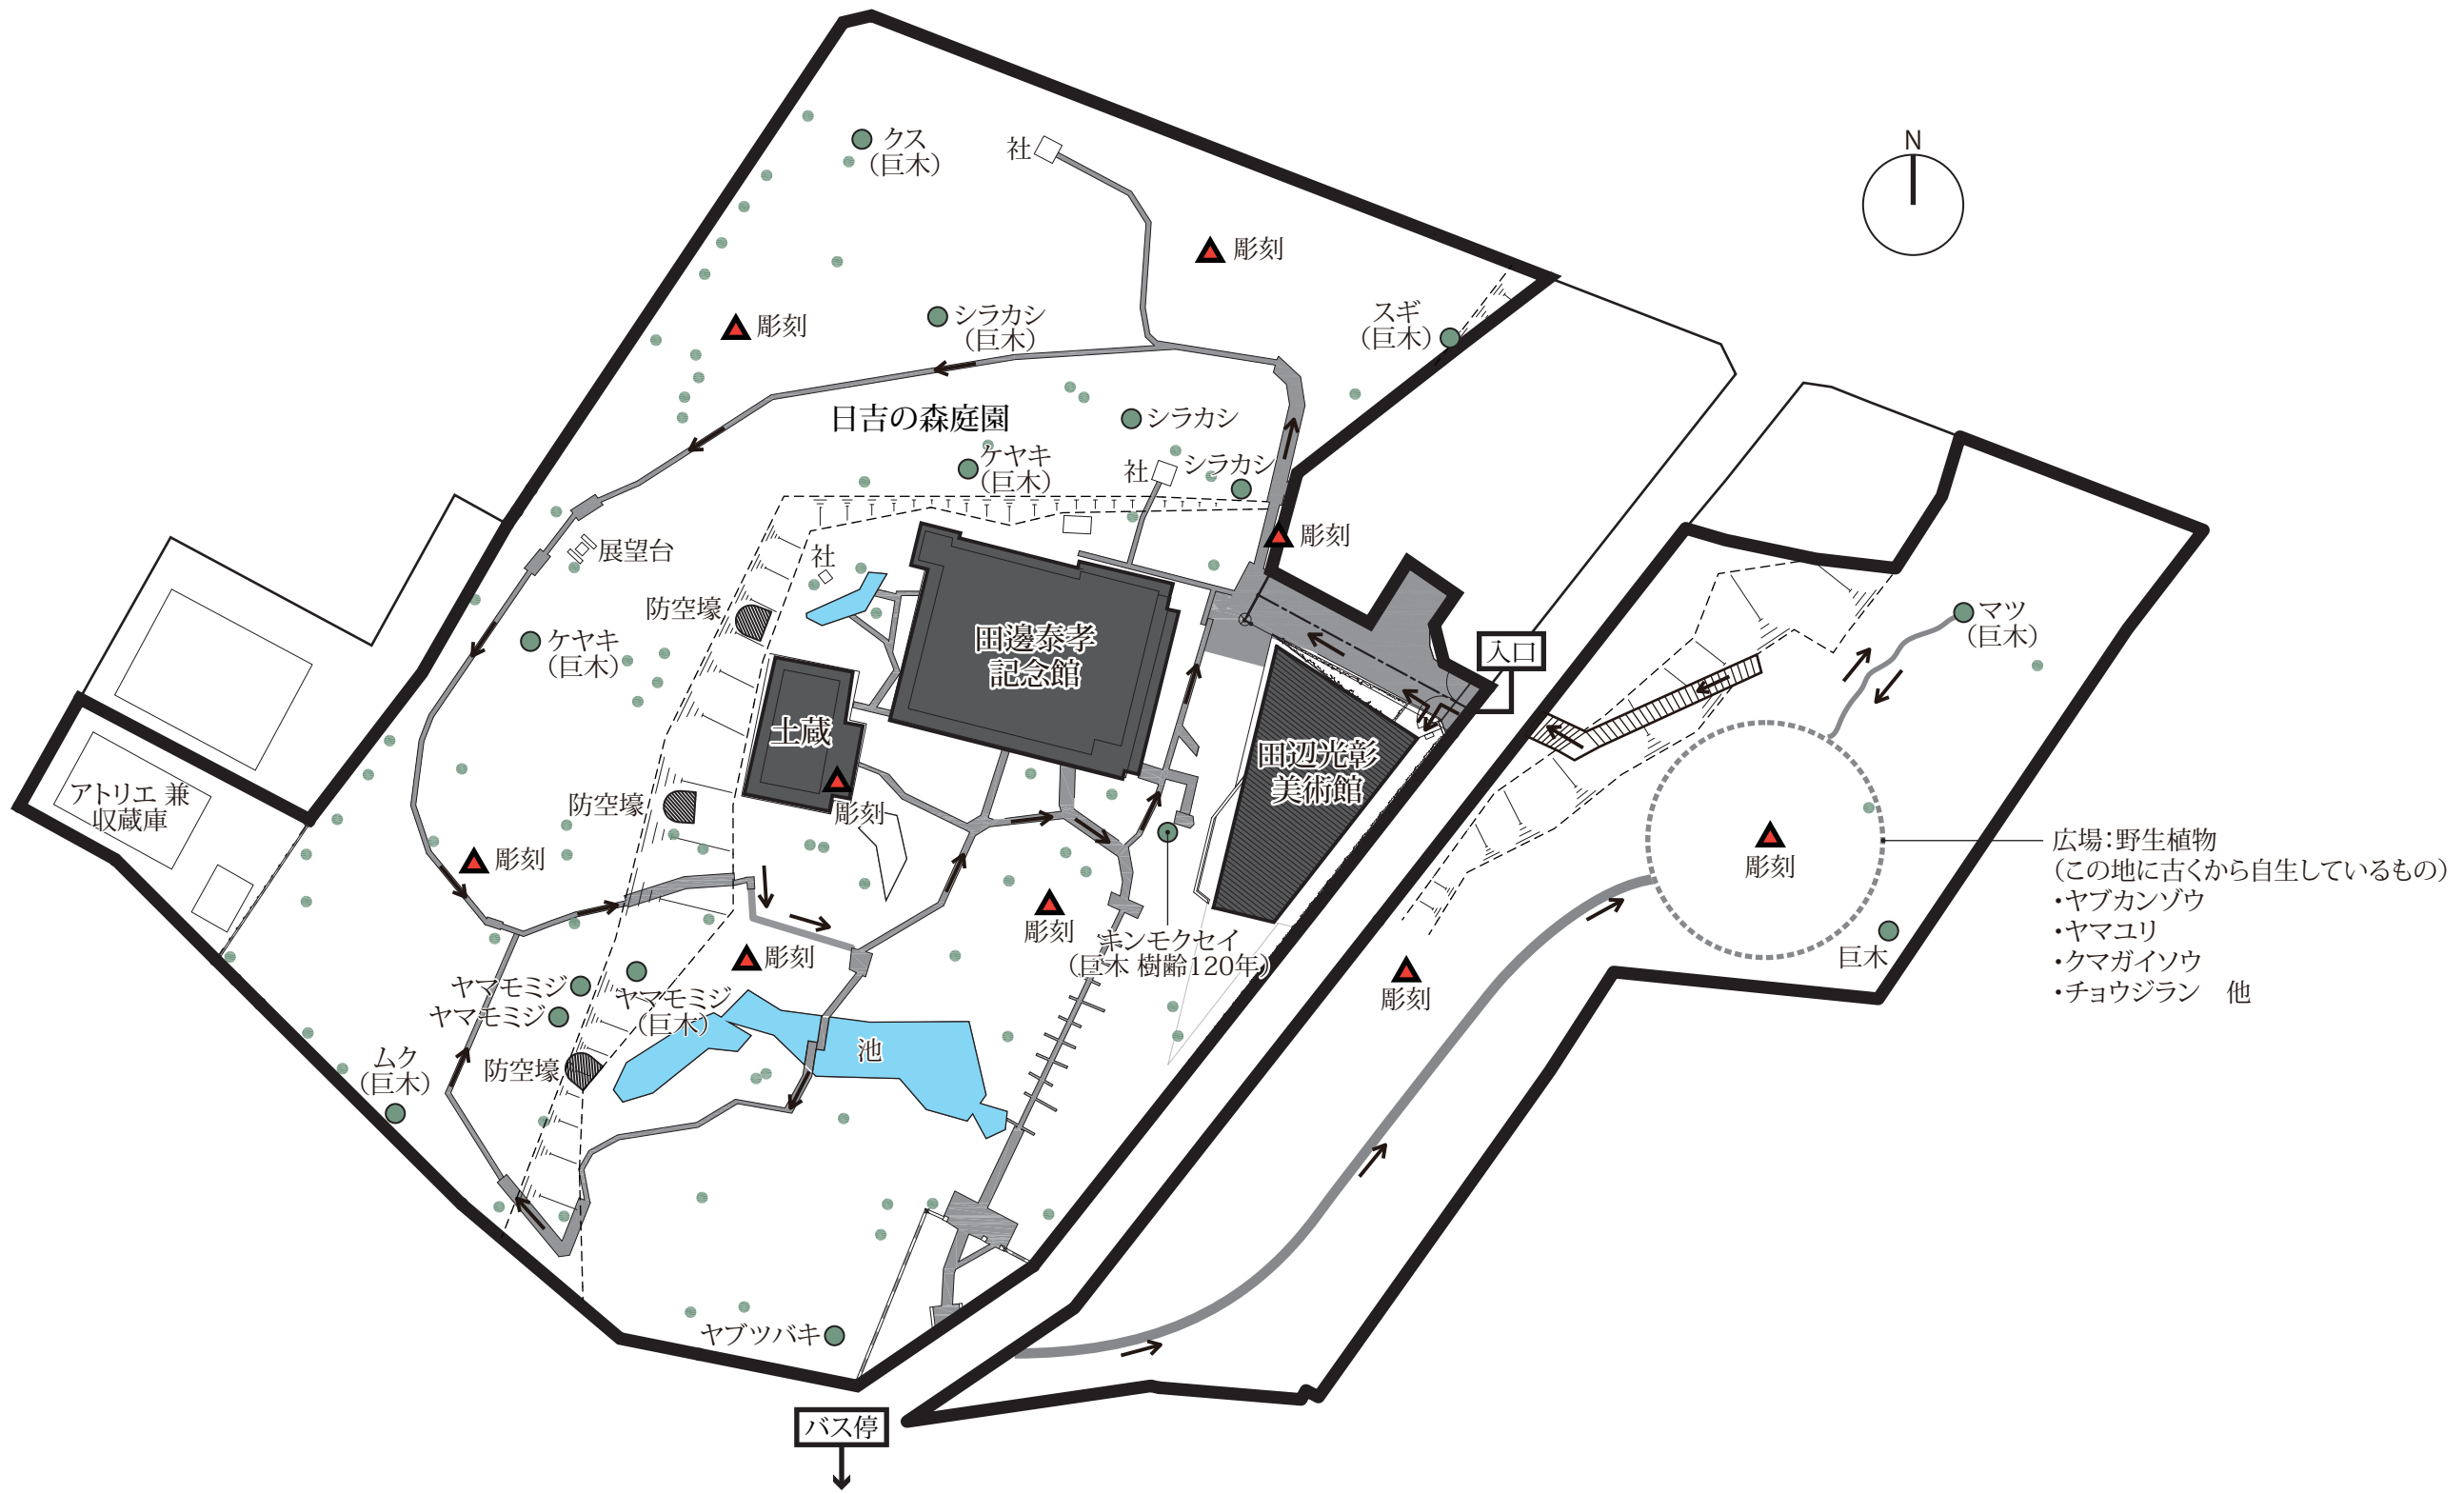 N
クス
（巨木）
社
彫刻
彫刻
シラカシ
（巨木）
スギ
（巨木）
日吉の森庭園
シラカシ
ケヤキ
（巨木）
社
シラカシ
彫刻
展望台
社
防空壕
ケヤキ
（巨木）
田邊泰孝
記念館
入口
マツ
（巨木）
土蔵
田辺光彰
美術館
アトリエ 兼
収蔵庫
防空壕
彫刻
彫刻
彫刻
広場：野生植物
（この地に古くから自生しているもの）
・ヤブカンゾウ
・ヤマユリ
・クマガイソウ
・チョウジラン　他
彫刻
キンモクセイ
（巨木 樹齢120年）
彫刻
巨木
彫刻
ヤマモミジ
ヤマモミジ
ヤマモミジ
（巨木）
池
ムク
（巨木）
防空壕
ヤブツバキ
バス停